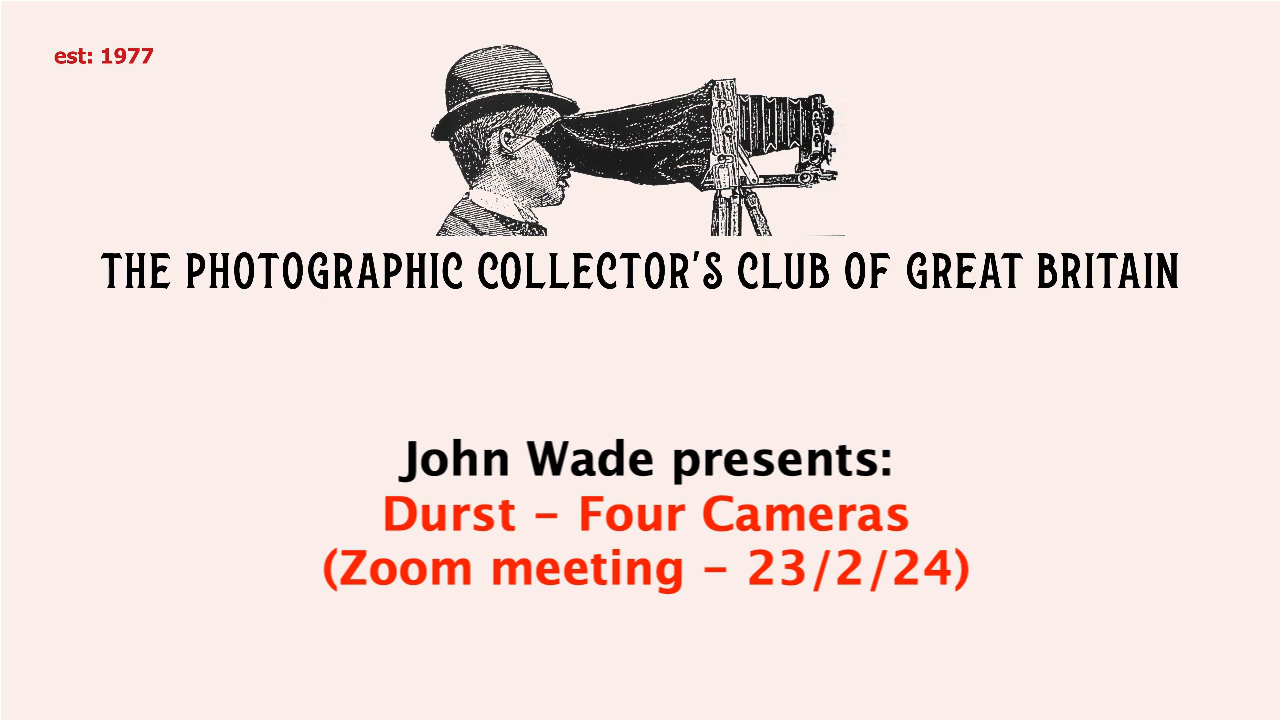 est: 1977
THE PHOTOGRAPHIC COLLECTOR'S CLUB OF GREAT BRITAIN
John Wade presents:
Durst – Four Cameras
(Zoom meeting – 23/2/24)